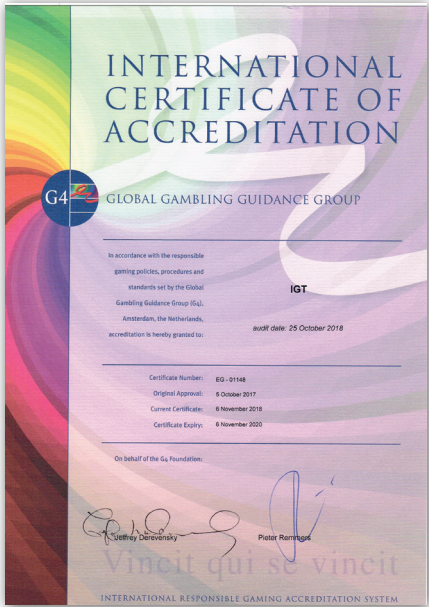 INTERNATIONAL
CERTIFICATE OF
ACCREDITATION
G4
GLOBAL GAMBLING GUIDANCE GROUP
In accordance with the responsible
gaming policies, procedures and
standards set by the Global
Gambling Guidance Group (G4),
Amsterdam, the Netherlands,
accreditation is hereby granted to:
IGT
audit date: 25 October 2018
Certificate Number: EG - 01148
Original Approval: 5 October 2017
Current Certificate: 6 November 2018
Certificate Expiry: 6 November 2020
On behalf of the G4 Foundation:
Jeffrey Derevensky Pieter Remmers
Vincit qui se vincit
INTERNATIONAL RESPONSIBLE GAMING ACCREDITATION SYSTEM